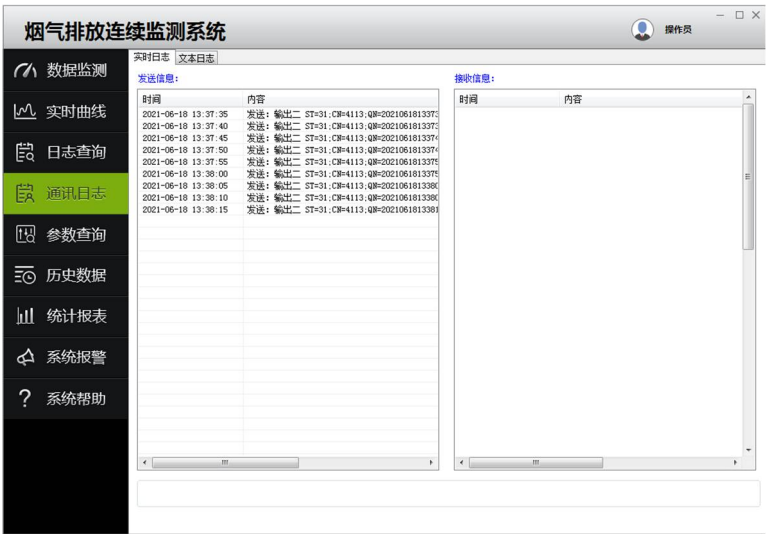 烟气排放连续监测系统
操作员
数据监测
实时曲线
日志查询
通讯日志
参数查询
历史数据
统计报表
系统报警
系统帮助
实时日志 文本日志
发送信息：
时间 内容
2021-06-18 13:37:35 发送: 输出二 ST=31;CN=4113;QN=2021061813373
2021-06-18 13:37:40 发送: 输出二 ST=31;CN=4113;QN=2021061813373
2021-06-18 13:37:45 发送: 输出二 ST=31;CN=4113;QN=2021061813374
2021-06-18 13:37:50 发送: 输出二 ST=31;CN=4113;QN=2021061813374
2021-06-18 13:37:55 发送: 输出二 ST=31;CN=4113;QN=2021061813375
2021-06-18 13:38:00 发送: 输出二 ST=31;CN=4113;QN=2021061813375
2021-06-18 13:38:05 发送: 输出二 ST=31;CN=4113;QN=2021061813380
2021-06-18 13:38:10 发送: 输出二 ST=31;CN=4113;QN=2021061813380
2021-06-18 13:38:15 发送: 输出二 ST=31;CN=4113;QN=2021061813381
接收信息：
时间 内容